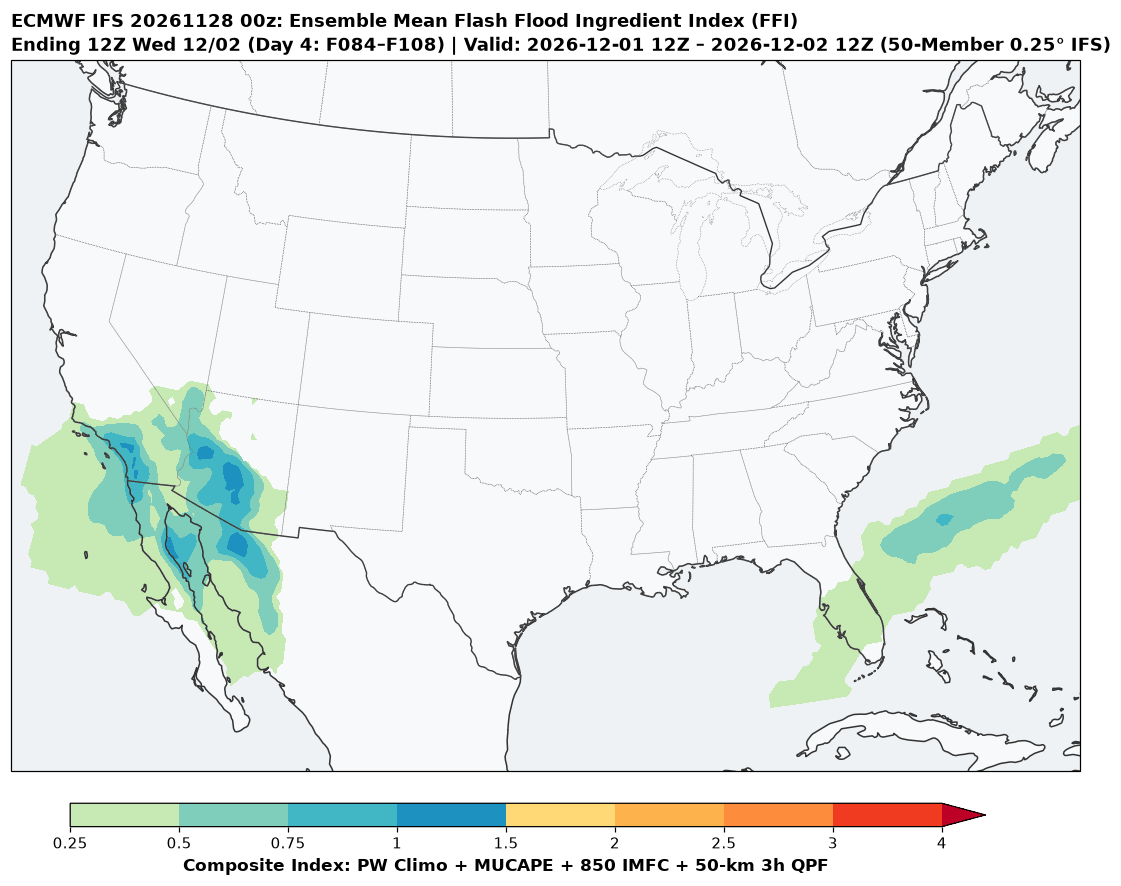 ECMWF IFS 20261128 00z: Ensemble Mean Flash Flood Ingredient Index (FFI)
Ending 12Z Wed 12/02 (Day 4: F084–F108) | Valid: 2026-12-01 12Z – 2026-12-02 12Z (50-Member 0.25° IFS)
0.25 0.5 0.75 1 1.5 2 2.5 3 4
Composite Index: PW Climo + MUCAPE + 850 IMFC + 50-km 3h QPF